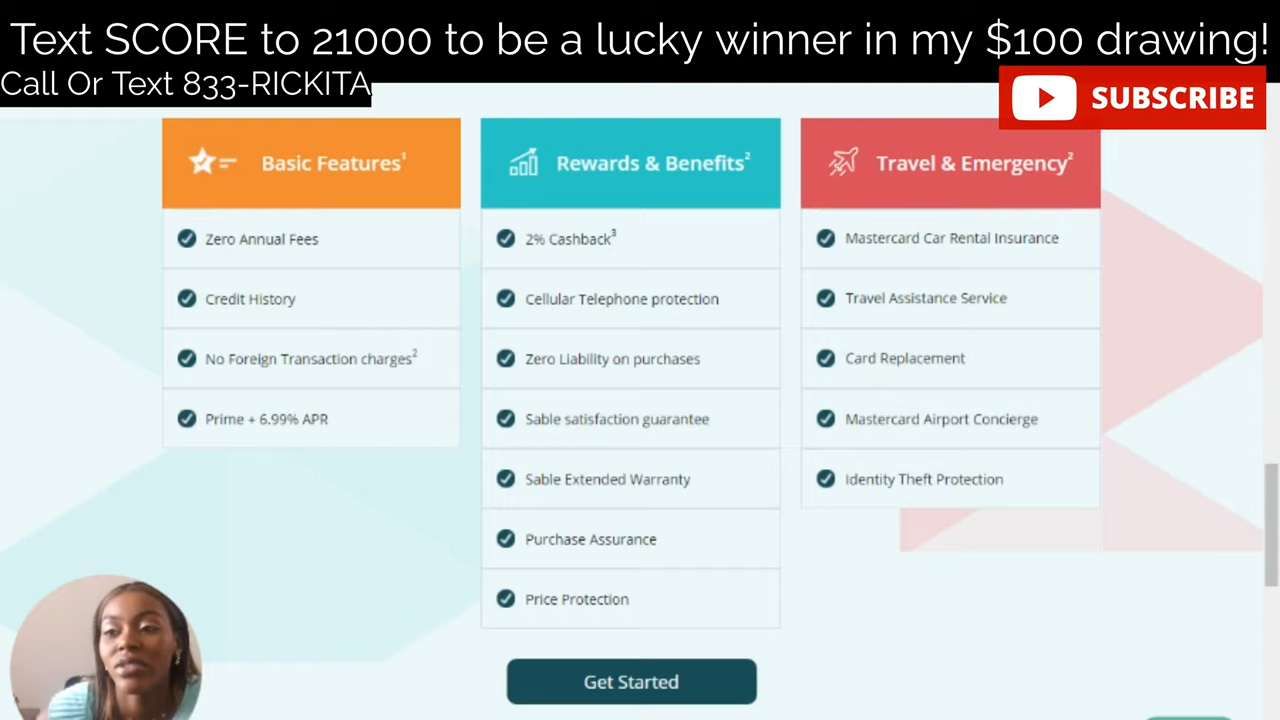 Text SCORE to 21000 to be a lucky winner in my $100 drawing!
Call Or Text 833-RICKITA
SUBSCRIBE
Basic Features¹
Zero Annual Fees
Credit History
No Foreign Transaction charges²
Prime + 6.99% APR
Rewards & Benefits²
2% Cashback³
Cellular Telephone protection
Zero Liability on purchases
Sable satisfaction guarantee
Sable Extended Warranty
Purchase Assurance
Price Protection
Travel & Emergency²
Mastercard Car Rental Insurance
Travel Assistance Service
Card Replacement
Mastercard Airport Concierge
Identity Theft Protection
Get Started